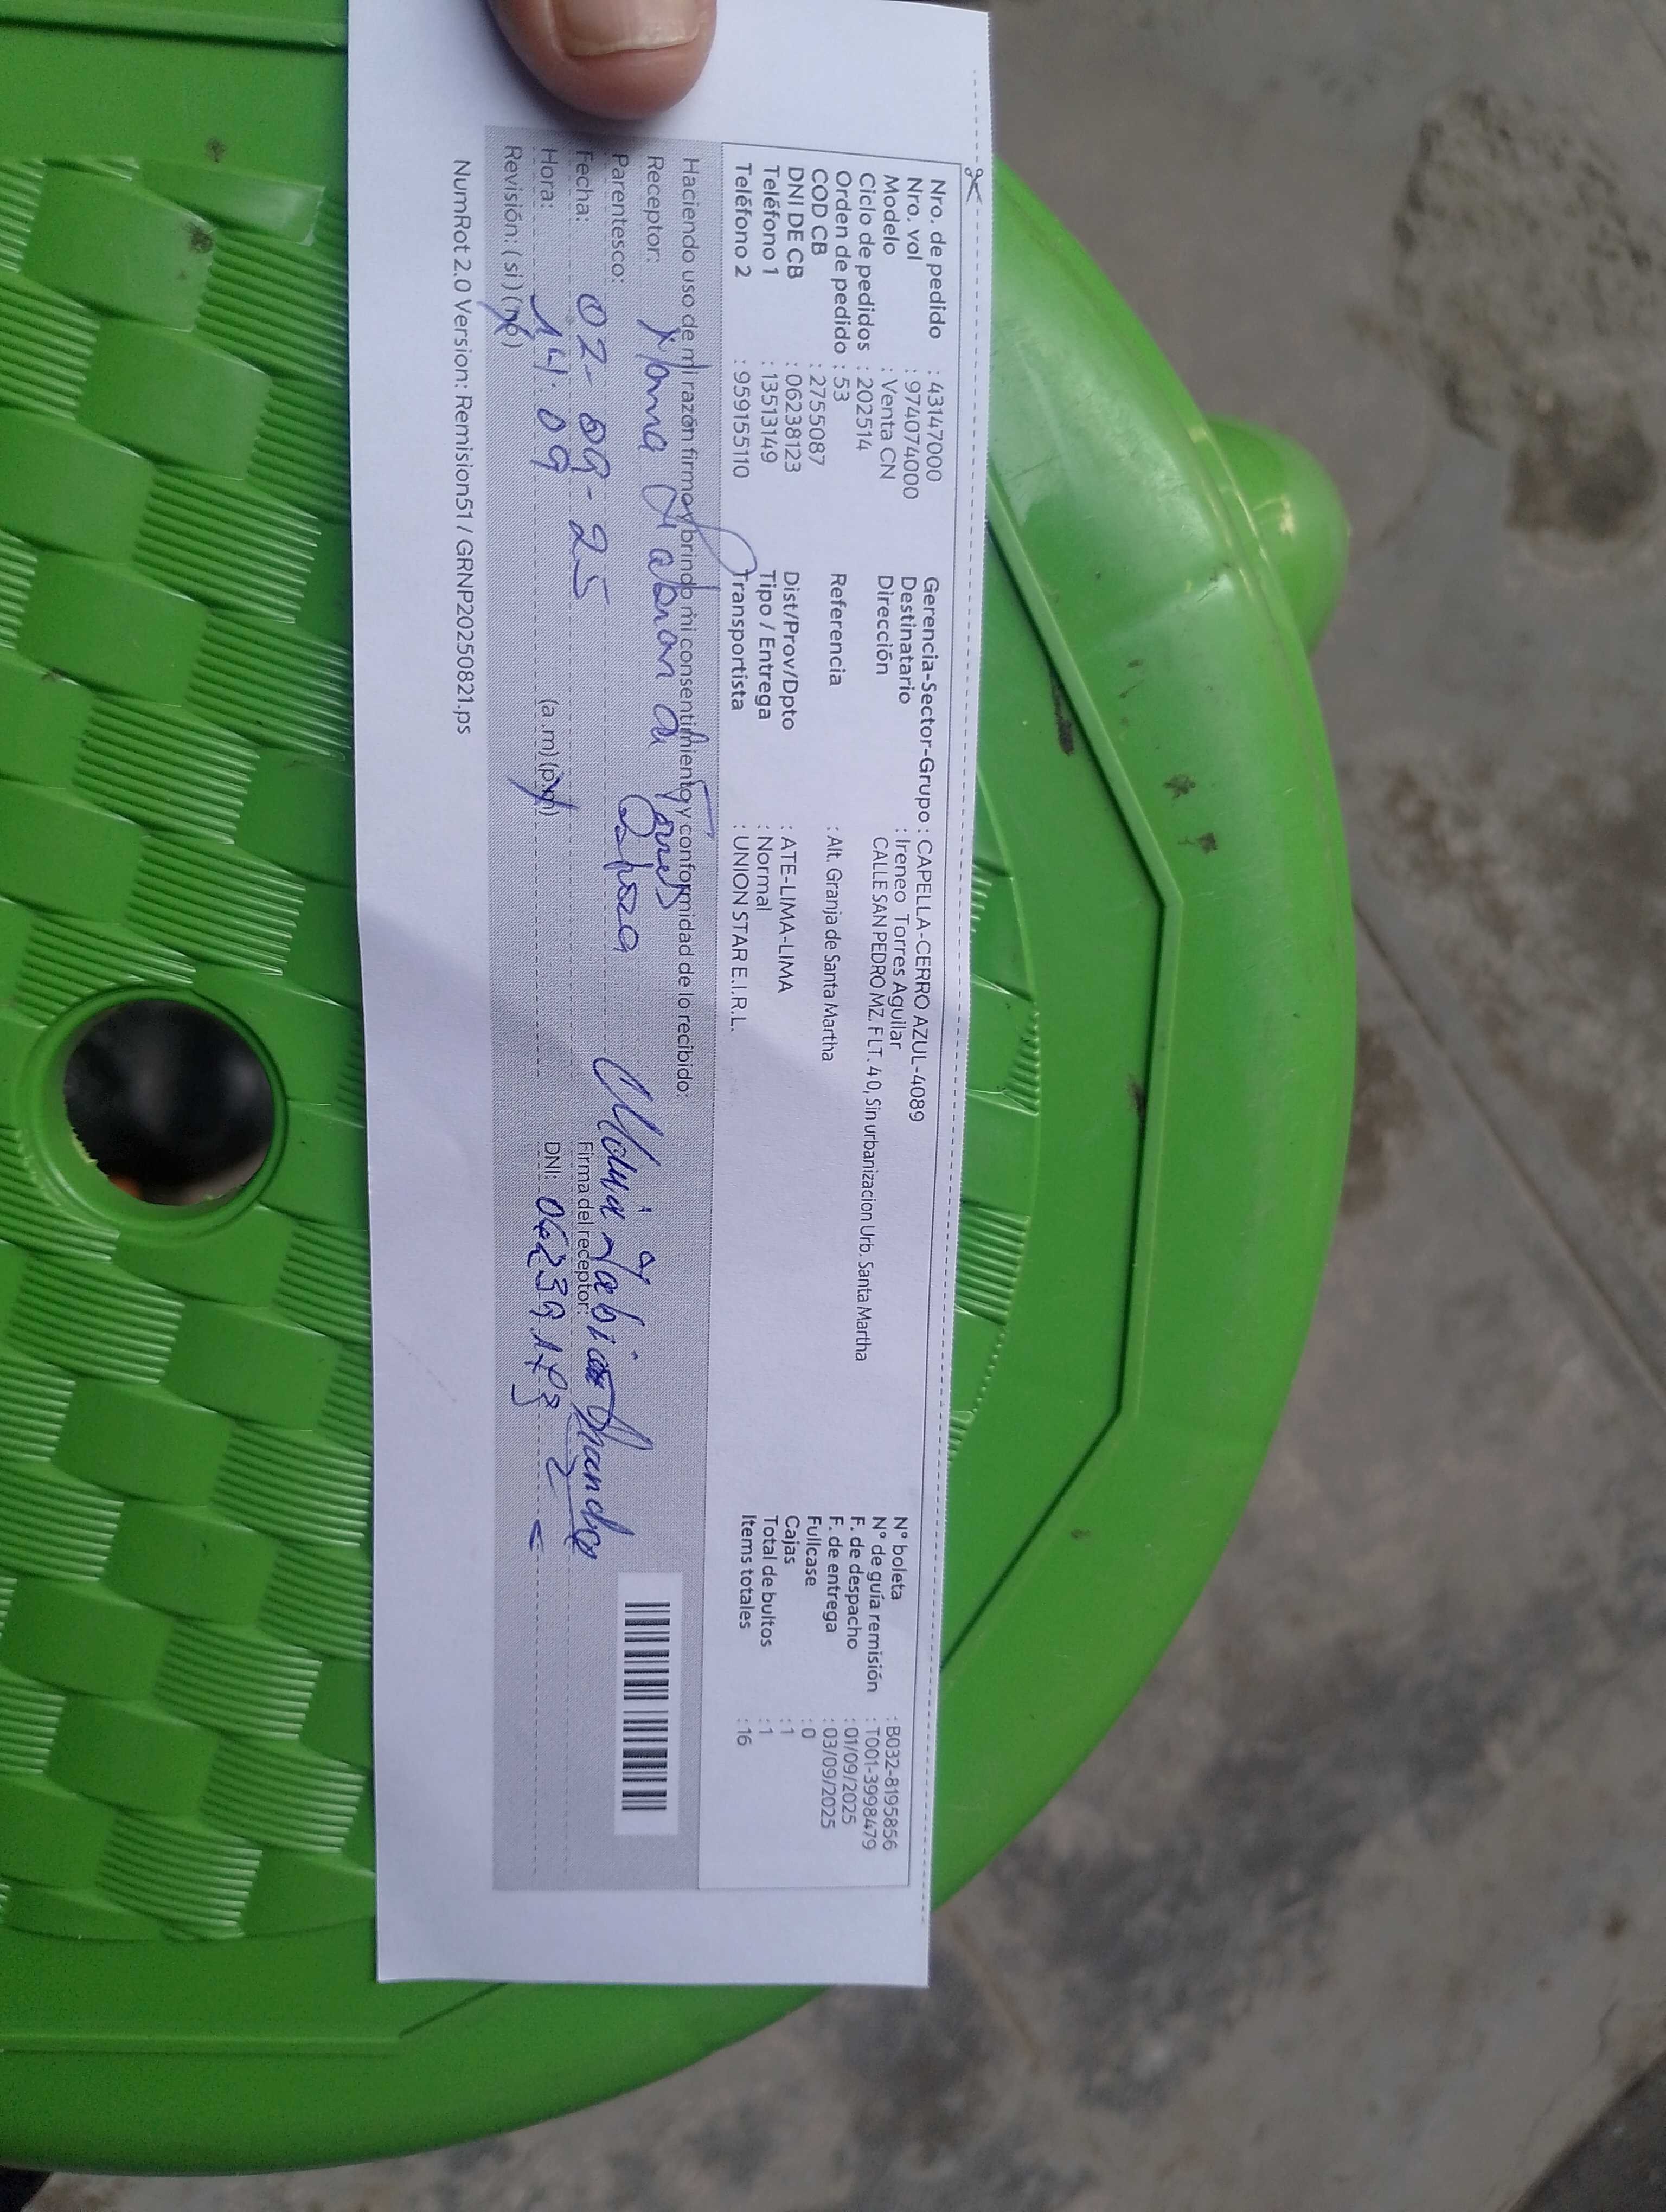 Nro. de pedido : 43147000
Nro. vol : 974074000
Modelo : Venta CN
Ciclo de pedidos : 202514
Orden de pedido : 53
COD CB : 2755087
DNI DE CB : 06238123
Teléfono 1 : 13513149
Teléfono 2 : 959155110
Gerencia-Sector-Grupo : CAPELLA-CERRO AZUL-4089
Destinatario : Ireneo Torres Aguilar
Dirección CALLE SAN PEDRO MZ. F LT. 4 0, Sin urbanizacion Urb. Santa Martha
Referencia : Alt. Granja de Santa Martha
Dist/Prov/Dpto : ATE-LIMA-LIMA
Tipo / Entrega : Normal
Transportista : UNION STAR E.I.R.L.
N° boleta : B032-8195856
N° de guía remisión : T001-3998479
F. de despacho : 01/09/2025
F. de entrega : 03/09/2025
Fullcase : 0
Cajas : 1
Total de bultos : 1
Items totales : 16
Haciendo uso de mi razón firmo y brindo mi consentimiento y conformidad de lo recibido:
Receptor:
Parentesco: Esposa
Fecha: 02-09-25
Firma del receptor:
Hora: 14:09 (a.m)(p.m)
DNI:
Revisión: (si)(no)
NumRot 2.0 Version: Remision51 / GRNP20250821.ps